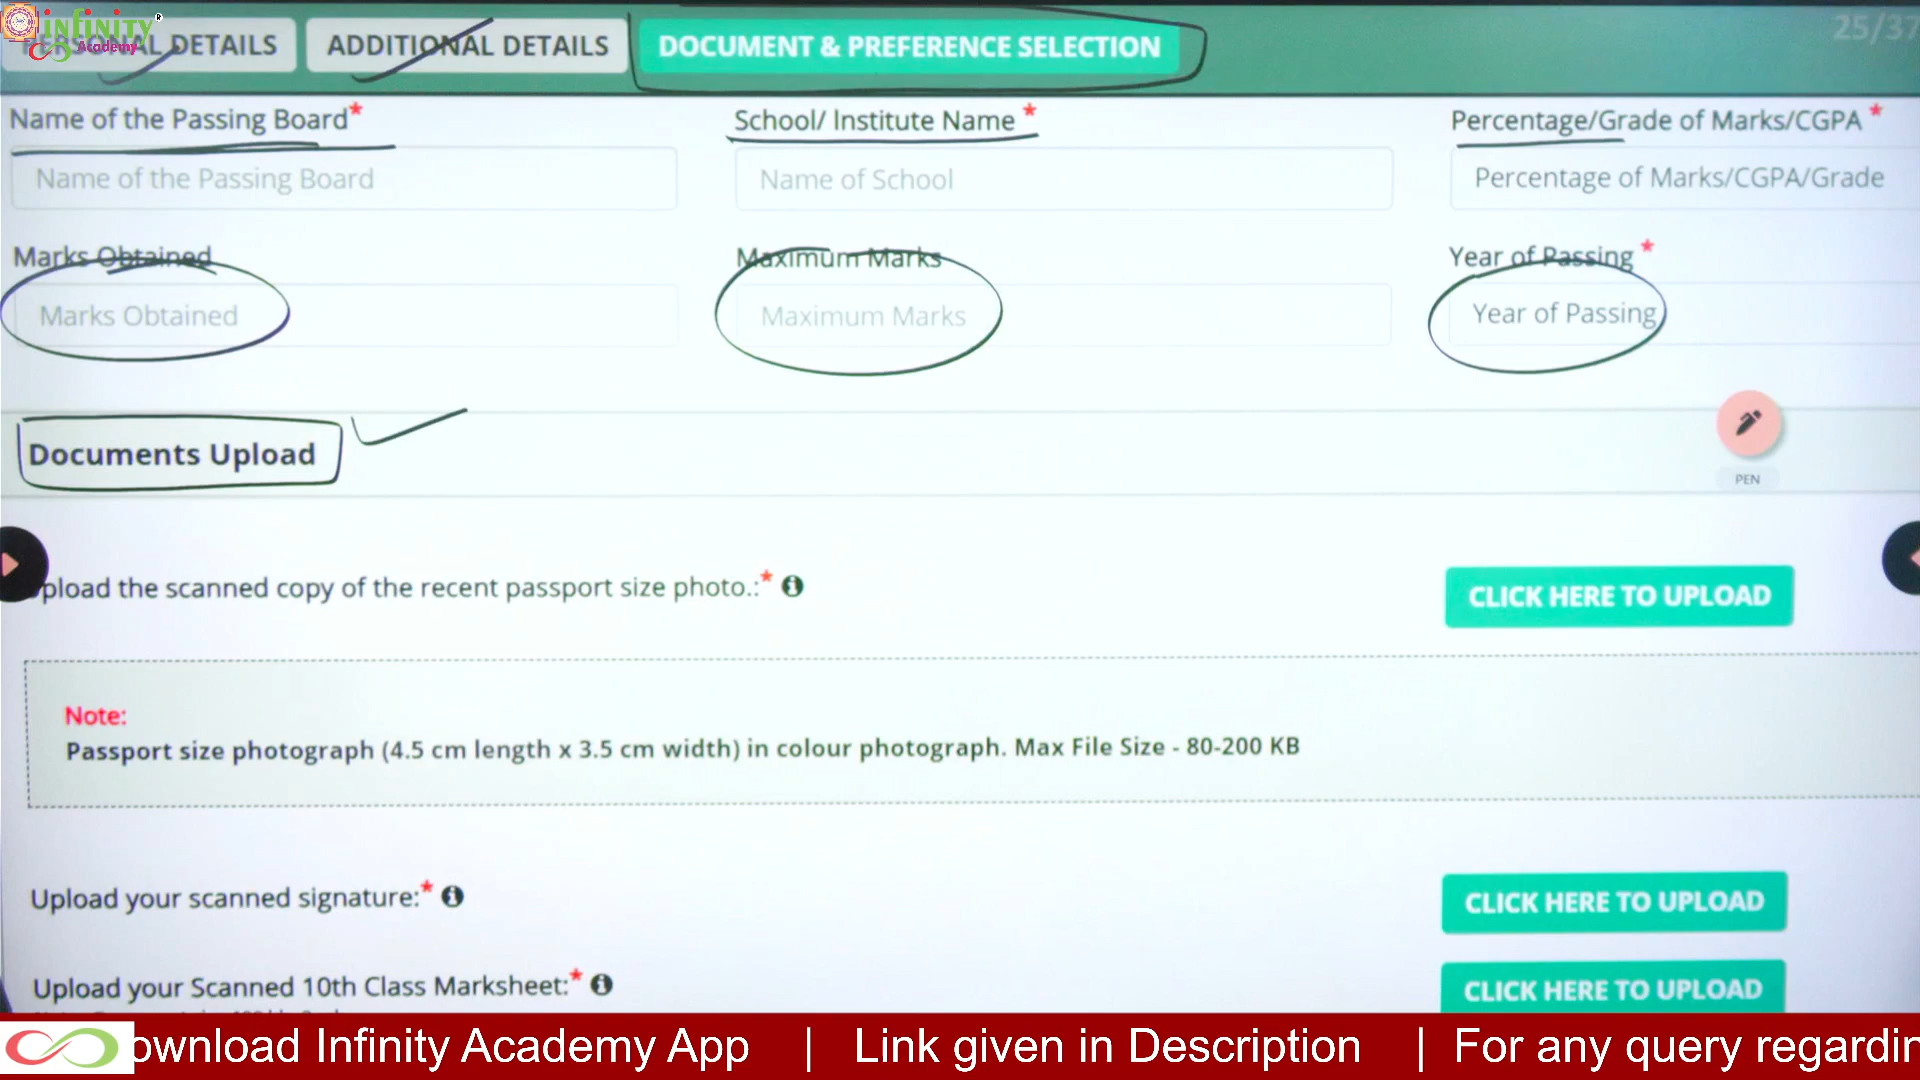 infinity
Academy
PERSONAL DETAILS
ADDITIONAL DETAILS
DOCUMENT & PREFERENCE SELECTION
25/37
Name of the Passing Board*
School/ Institute Name *
Percentage/Grade of Marks/CGPA *
Name of the Passing Board
Name of School
Percentage of Marks/CGPA/Grade
Marks Obtained
Maximum Marks
Year of Passing *
Marks Obtained
Maximum Marks
Year of Passing
Documents Upload
PEN
pload the scanned copy of the recent passport size photo.:*
CLICK HERE TO UPLOAD
Note:
Passport size photograph (4.5 cm length x 3.5 cm width) in colour photograph. Max File Size - 80-200 KB
Upload your scanned signature:*
CLICK HERE TO UPLOAD
Upload your Scanned 10th Class Marksheet:*
CLICK HERE TO UPLOAD
ownload Infinity Academy App | Link given in Description | For any query regardin